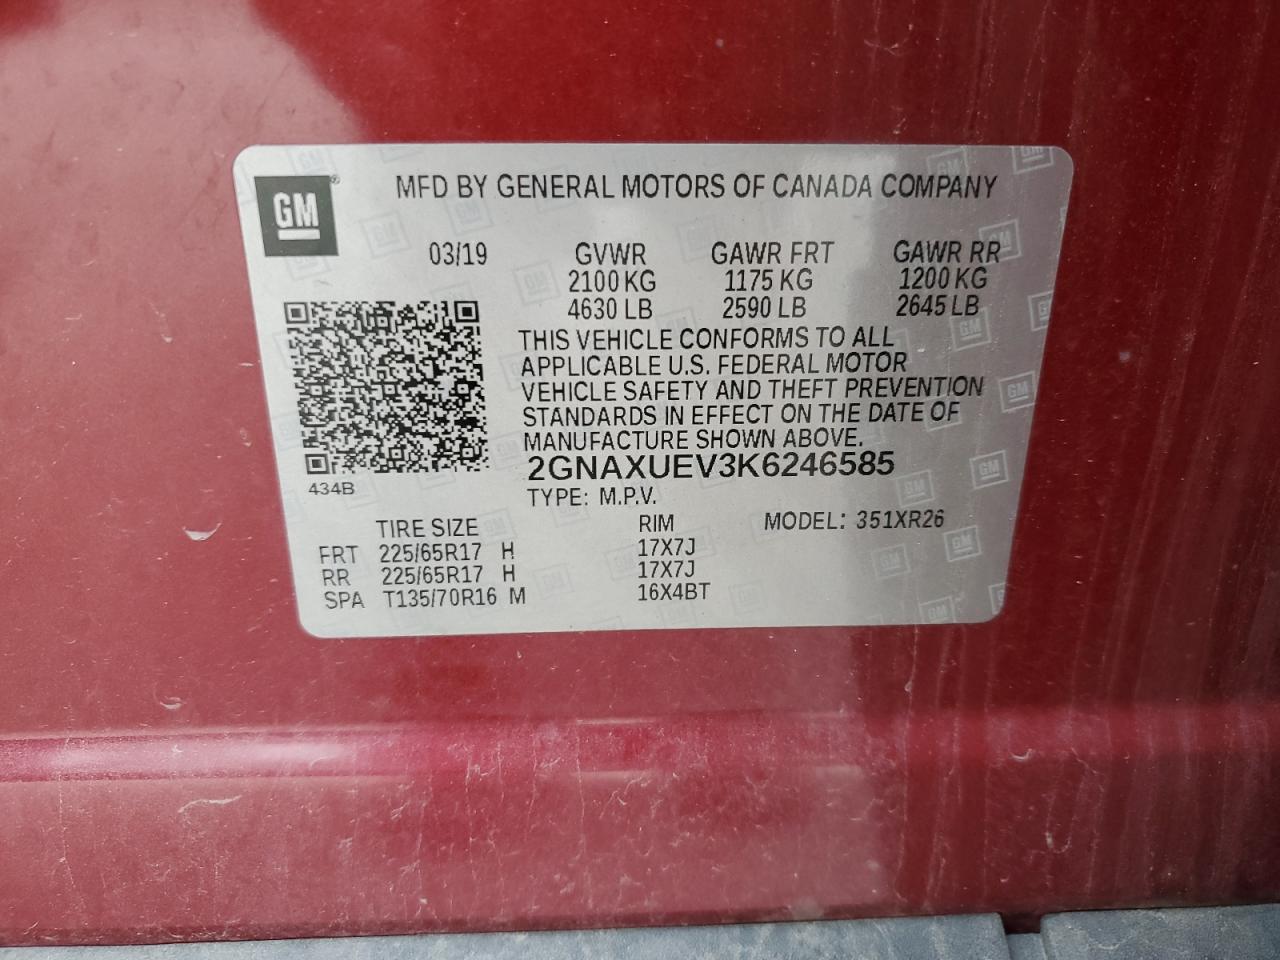 GM®
MFD BY GENERAL MOTORS OF CANADA COMPANY
03/19 GVWR GAWR FRT GAWR RR
2100 KG 1175 KG 1200 KG
4630 LB 2590 LB 2645 LB
THIS VEHICLE CONFORMS TO ALL
APPLICABLE U.S. FEDERAL MOTOR
VEHICLE SAFETY AND THEFT PREVENTION
STANDARDS IN EFFECT ON THE DATE OF
MANUFACTURE SHOWN ABOVE.
2GNAXUEV3K6246585
434B
TYPE: M.P.V.
TIRE SIZE RIM MODEL: 351XR26
FRT 225/65R17 H 17X7J
RR 225/65R17 H 17X7J
SPA T135/70R16 M 16X4BT